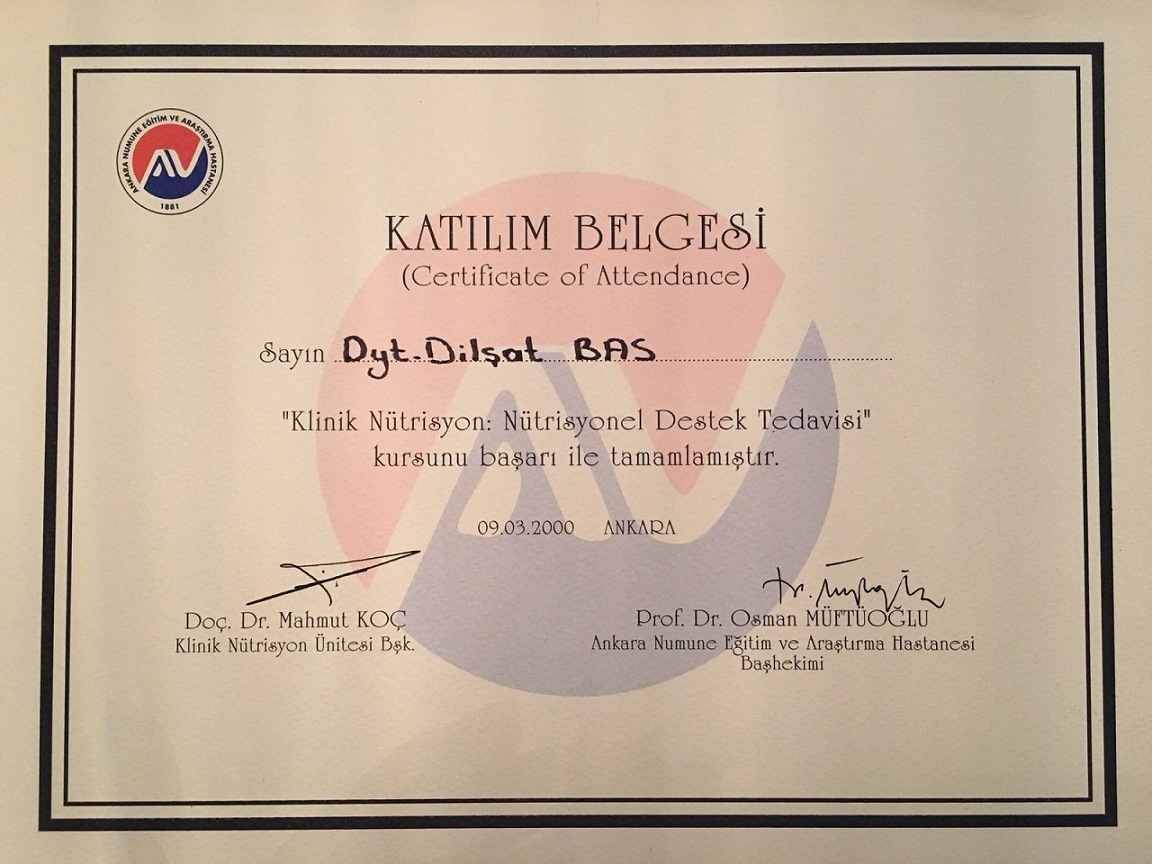 ANKARA NUMUNE EĞİTİM VE ARAŞTIRMA HASTANESİ
1881
KATILIM BELGESİ
(Certificate of Attendance)
Sayın Dyt. Dilşat BAS
"Klinik Nütrisyon: Nütrisyonel Destek Tedavisi"
kursunu başarı ile tamamlamıştır.
09.03.2000 ANKARA
Doç. Dr. Mahmut KOÇ
Klinik Nütrisyon Ünitesi Bşk.
Prof. Dr. Osman MÜFTÜOĞLU
Ankara Numune Eğitim ve Araştırma Hastanesi
Başhekimi